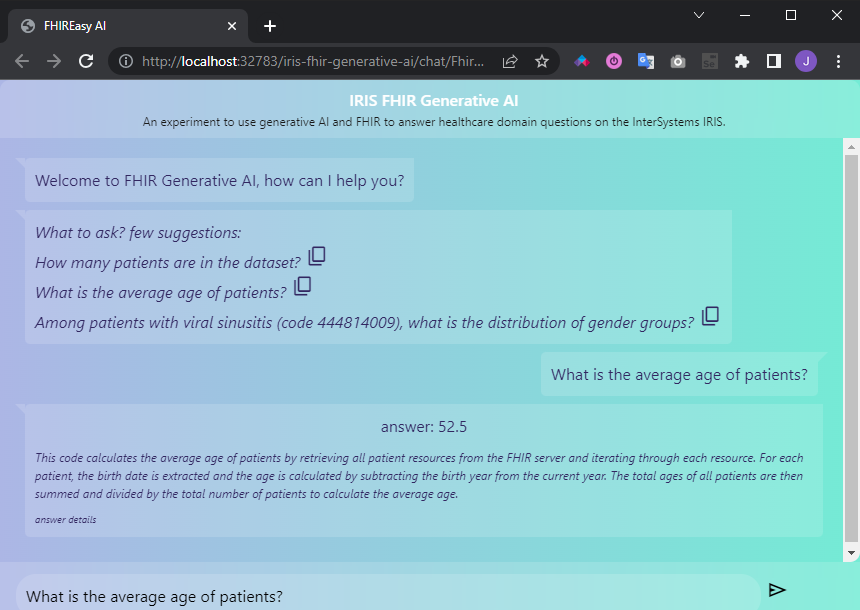 FHIREasy AI
http://localhost:32783/iris-fhir-generative-ai/chat/Fhir...
J
IRIS FHIR Generative AI
An experiment to use generative AI and FHIR to answer healthcare domain questions on the InterSystems IRIS.
Welcome to FHIR Generative AI, how can I help you?
What to ask? few suggestions:
How many patients are in the dataset?
What is the average age of patients?
Among patients with viral sinusitis (code 444814009), what is the distribution of gender groups?
What is the average age of patients?
answer: 52.5
This code calculates the average age of patients by retrieving all patient resources from the FHIR server and iterating through each resource. For each
patient, the birth date is extracted and the age is calculated by subtracting the birth year from the current year. The total ages of all patients are then
summed and divided by the total number of patients to calculate the average age.
answer details
What is the average age of patients?